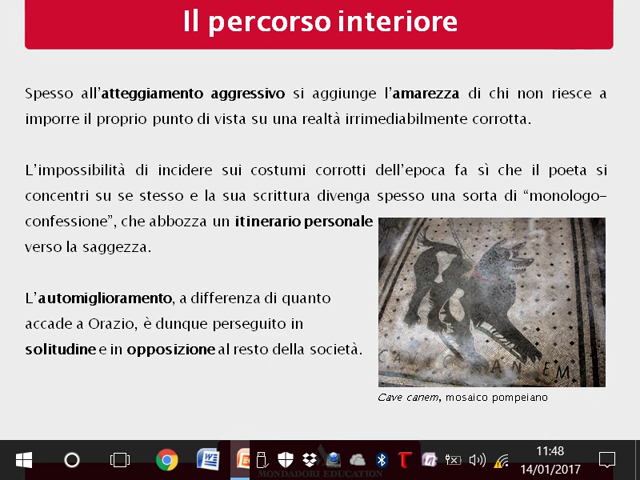 Il percorso interiore
Spesso all'atteggiamento aggressivo si aggiunge l'amarezza di chi non riesce a
imporre il proprio punto di vista su una realtà irrimediabilmente corrotta.
L'impossibilità di incidere sui costumi corrotti dell'epoca fa sì che il poeta si
concentri su se stesso e la sua scrittura divenga spesso una sorta di “monologo-
confessione”, che abbozza un itinerario personale
verso la saggezza.
L'automiglioramento, a differenza di quanto
accade a Orazio, è dunque perseguito in
solitudine e in opposizione al resto della società.
Cave canem, mosaico pompeiano
MONDADORI EDUCATION
11:48
14/01/2017